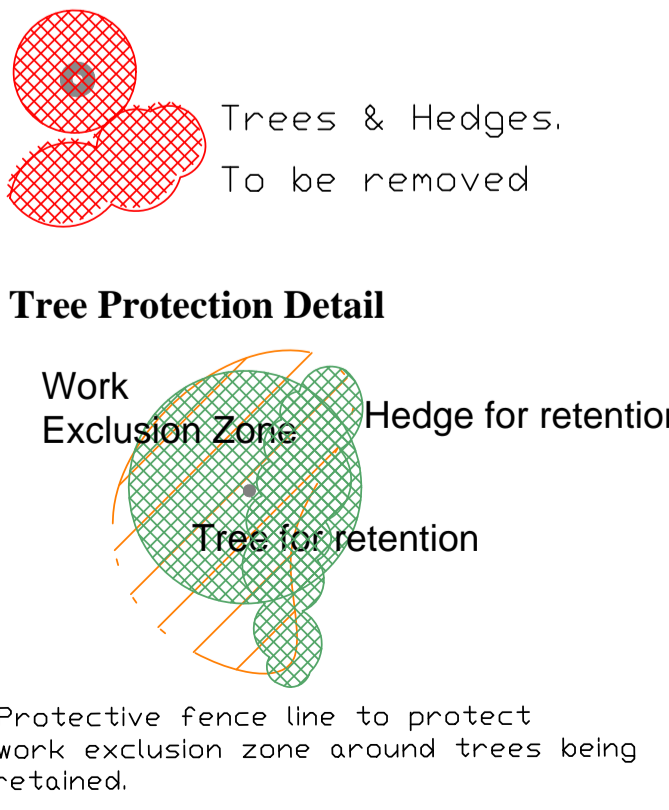 Trees & Hedges.
To be removed
Tree Protection Detail
Work
Exclusion Zone
Hedge for retention
Tree for retention
Protective fence line to protect
work exclusion zone around trees being
retained.